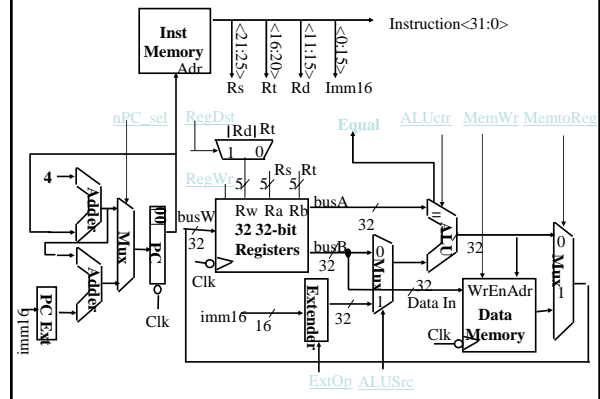 Inst
Memory
Adr
Instruction<31:0>
<21:25>
<16:20>
<11:15>
<0:15>
Rs
Rt
Rd
Imm16
nPC_sel
RegDst
Rd
Rt
Equal
ALUctr
MemWr
MemtoReg
1
0
RegWr
5
5
5
Rs
Rt
4
Adder
Mux
00
PC
busW
32
Rw Ra Rb
32 32-bit
Registers
busA
32
busB
32
=
ALU
32
0
Mux
1
0
Mux
1
Clk
Clk
Adder
PC Ext
imm16
imm16
16
Extender
32
32
Data In
WrEn
Adr
Data
Memory
Clk
ExtOp
ALUSrc